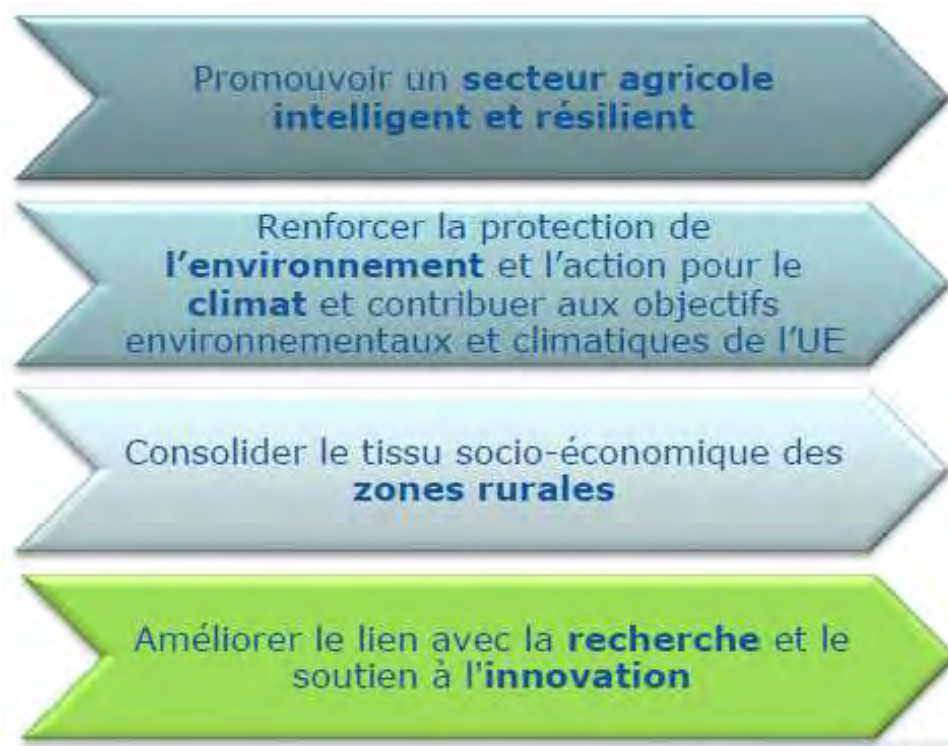 Promouvoir un secteur agricole
intelligent et résilient
Renforcer la protection de
l’environnement et l’action pour le
climat et contribuer aux objectifs
environnementaux et climatiques de l’UE
Consolider le tissu socio-économique des
zones rurales
Améliorer le lien avec la recherche et le
soutien à l'innovation